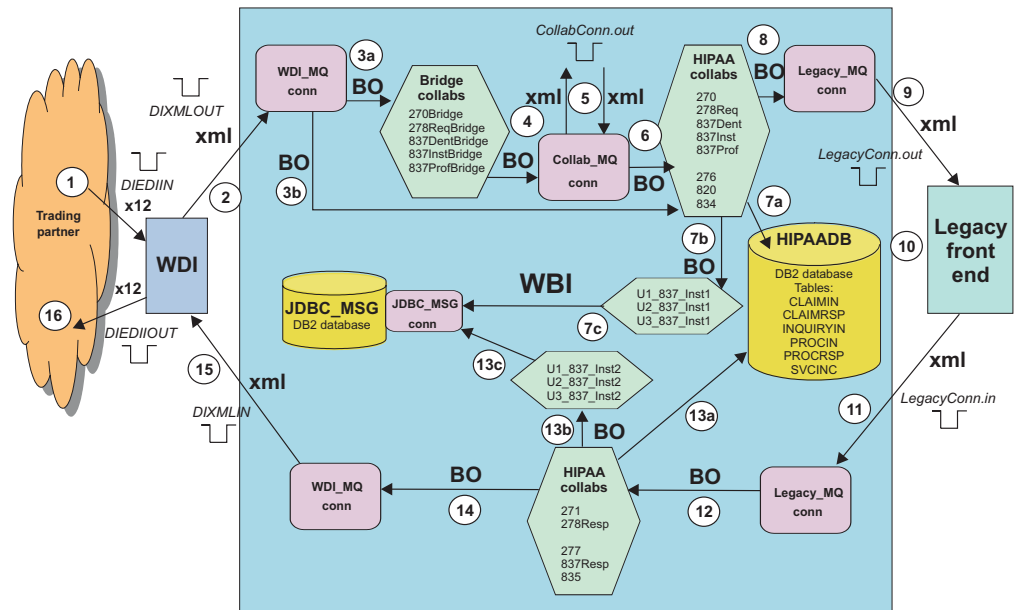 CollabConn.out
3a
8
WDI_MQ
conn
BO
Bridge
collabs
270Bridge
278ReqBridge
837DentBridge
837InstBridge
837ProfBridge
xml
5
xml
4
BO
Collab_MQ
conn
6
BO
HIPAA
collabs
270
278Req
837Dent
837Inst
837Prof
276
820
834
BO
Legacy_MQ
conn
9
xml
DIXMLOUT
xml
DIEDIIN
1
x12
2
BO
3b
LegacyConn.out
Trading
partner
WDI
x12
16
DIEDIIOUT
7a
7b
BO
HIPAADB
DB2 database
Tables:
CLAIMIN
CLAIMRSP
INQUIRYIN
PROCIN
PROCRSP
SVCINC
10
Legacy
front
end
WBI
JDBC_MSG
DB2 database
JDBC_MSG
conn
7c
U1_837_Inst1
U2_837_Inst1
U3_837_Inst1
13c
U1_837_Inst2
U2_837_Inst2
U3_837_Inst2
15
xml
DIXMLIN
13a
13b
BO
xml
11
LegacyConn.in
WDI_MQ
conn
BO
14
HIPAA
collabs
271
278Resp
277
837Resp
835
BO
12
Legacy_MQ
conn